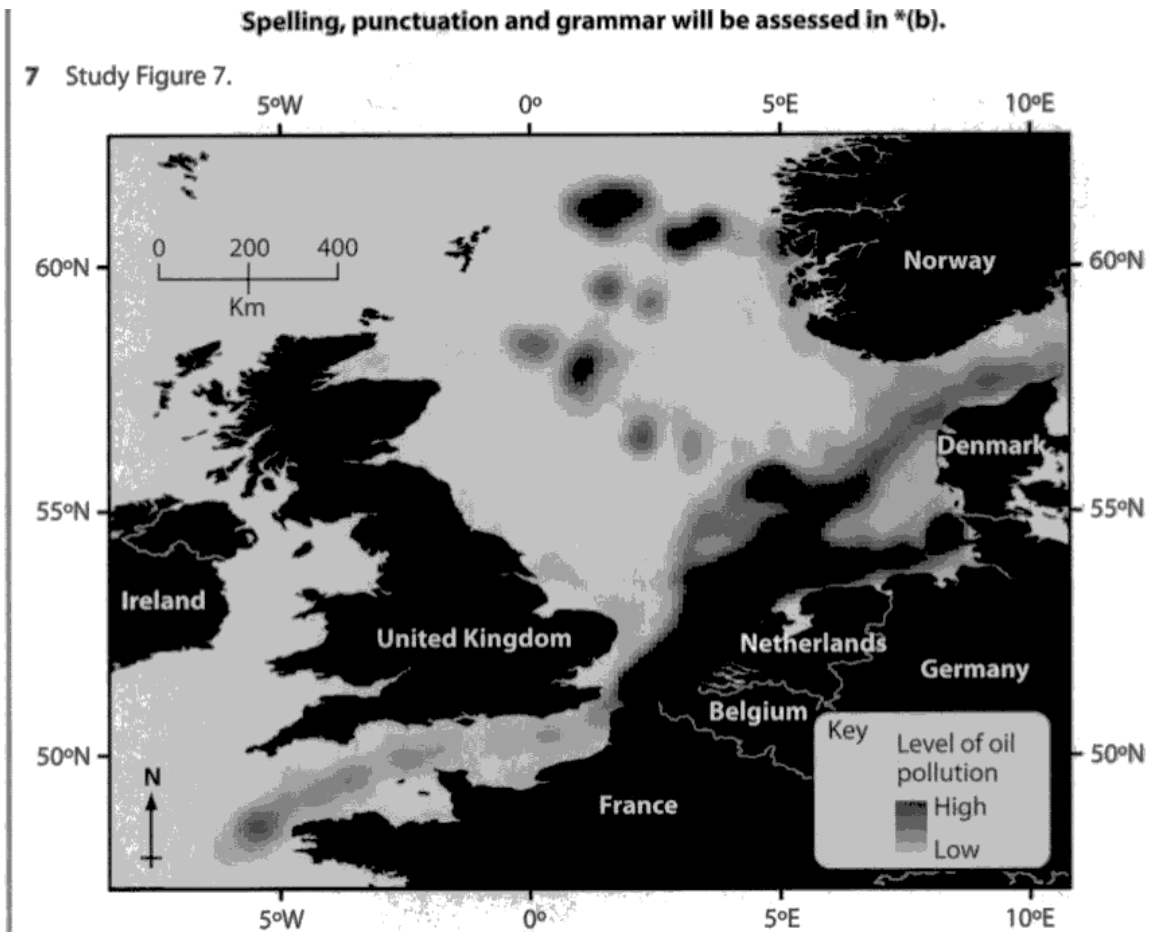 Spelling, punctuation and grammar will be assessed in *(b).
7 Study Figure 7.
5ºW 0º 5ºE 10ºE
0 200 400
Km
60ºN 60ºN
Norway
Denmark
55ºN 55ºN
Ireland
United Kingdom
Netherlands
Germany
Belgium
Key
Level of oil
pollution
High
Low
50ºN 50ºN
N
France
5ºW 0º 5ºE 10ºE